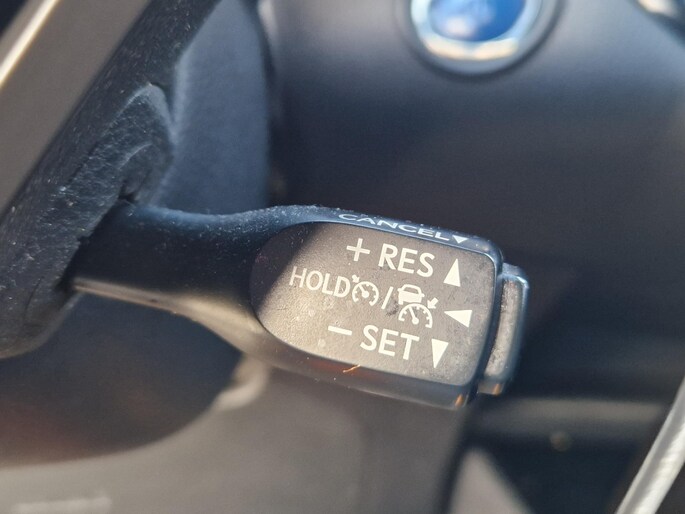 CANCEL
+ RES
HOLD /
- SET